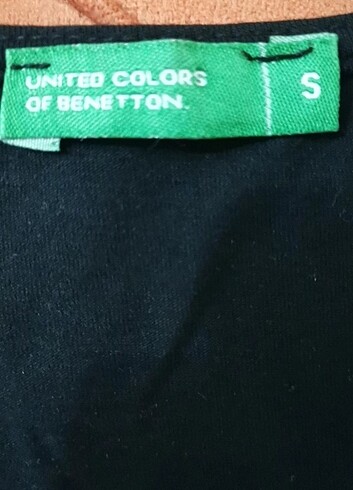 UNITED COLORS
OF BENETTON.
S